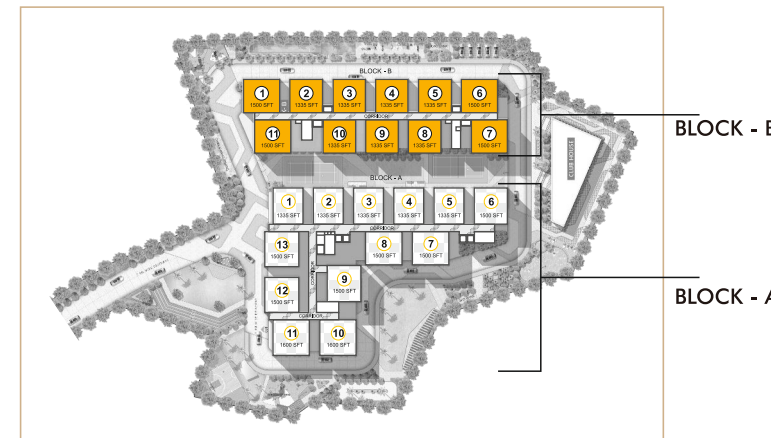 BLOCK - B
1 2 3 4 5 6
1500 SFT 1335 SFT 1335 SFT 1335 SFT 1335 SFT 1500 SFT
CORRIDOR
11 10 9 8 7
1500 SFT 1335 SFT 1335 SFT 1335 SFT 1500 SFT
BLOCK - B
CLUB HOUSE
BLOCK - A
1 2 3 4 5 6
1335 SFT 1335 SFT 1335 SFT 1335 SFT 1335 SFT 1500 SFT
CORRIDOR
13 8 7
1500 SFT 1500 SFT 1500 SFT
CORRIDOR
12 9
1500 SFT 1500 SFT
BLOCK - A
CORRIDOR
11 10
1600 SFT 1600 SFT